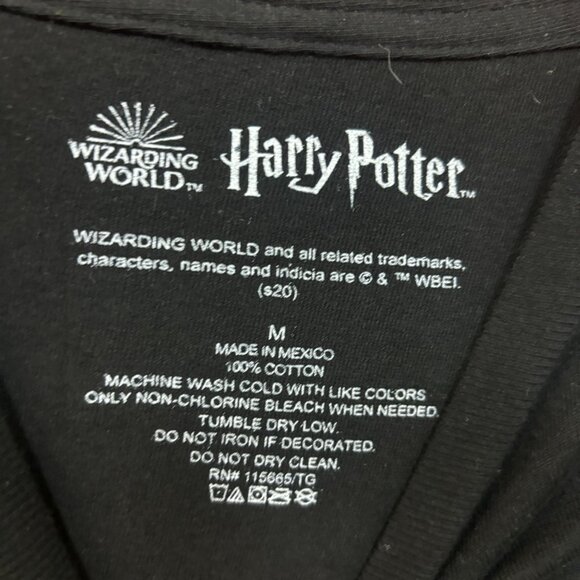 WIZARDING
WORLD™
Harry Potter™
WIZARDING WORLD and all related trademarks,
characters, names and indicia are © & ™ WBEI.
(s20)
M
MADE IN MEXICO
100% COTTON
MACHINE WASH COLD WITH LIKE COLORS
ONLY NON-CHLORINE BLEACH WHEN NEEDED.
TUMBLE DRY LOW.
DO NOT IRON IF DECORATED.
DO NOT DRY CLEAN.
RN# 115665/TG